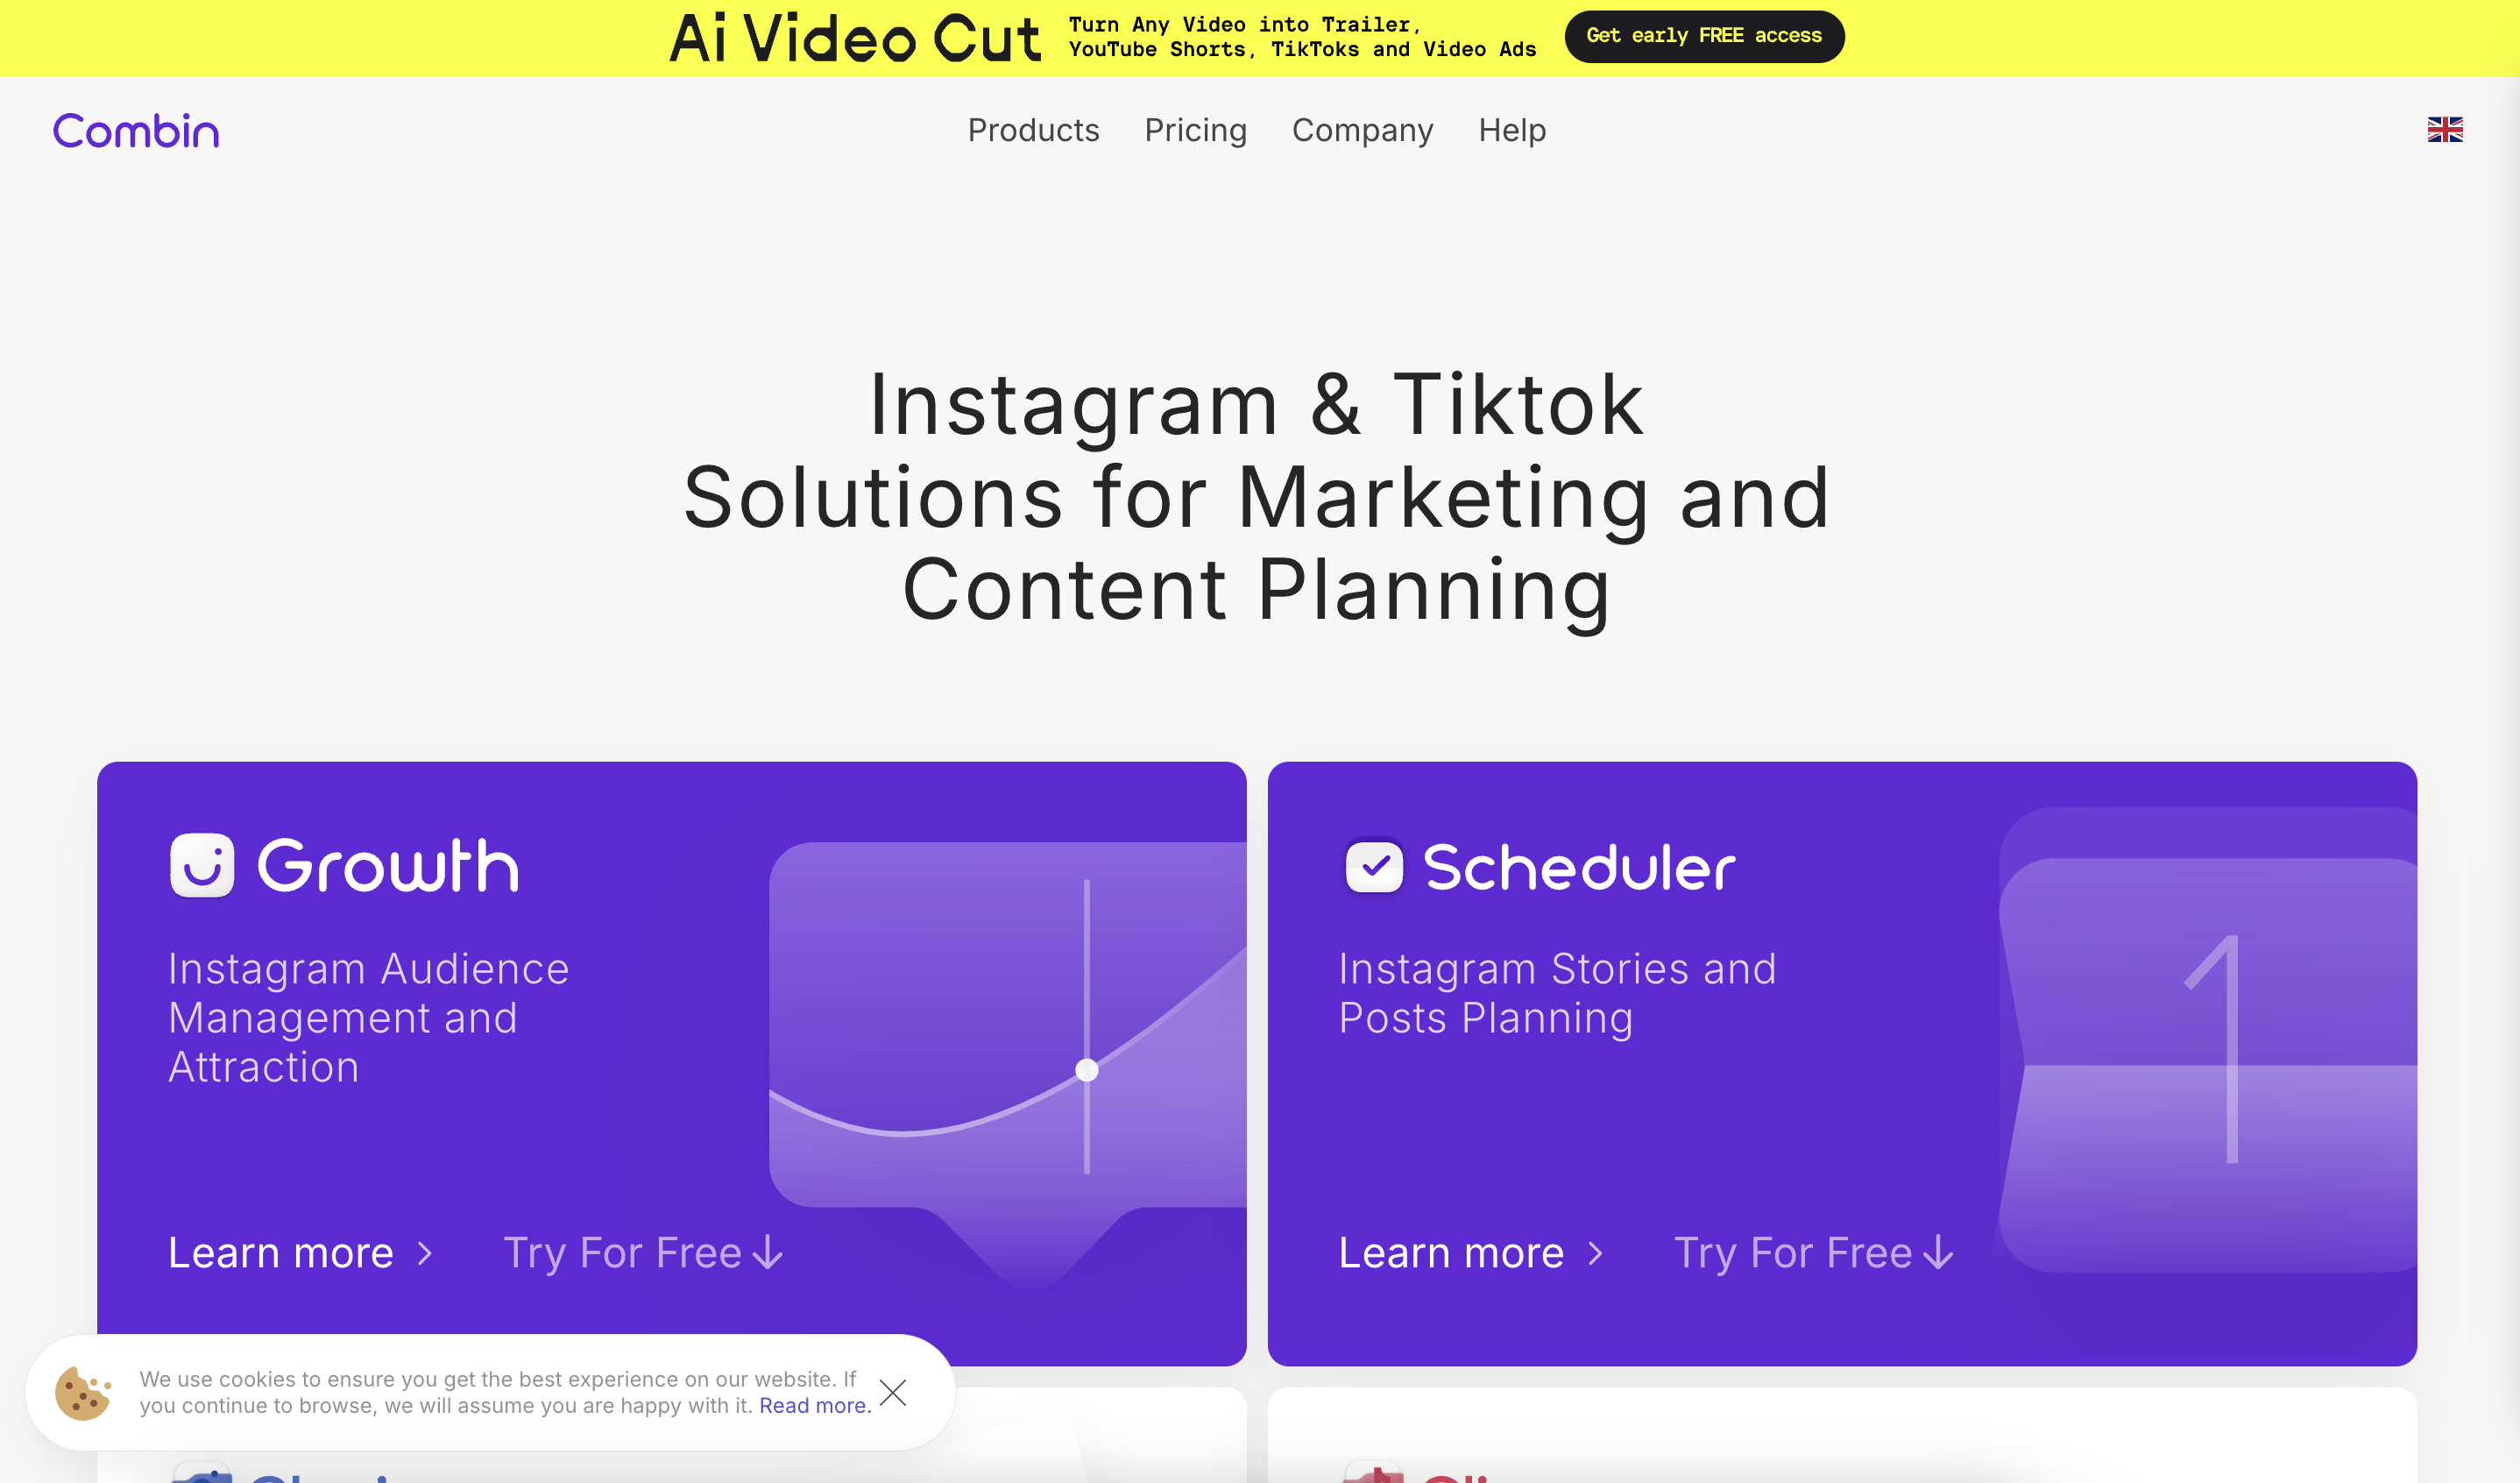 Ai Video Cut
Turn Any Video into Trailer,
YouTube Shorts, TikToks and Video Ads
Get early FREE access
Combin
Products
Pricing
Company
Help
Instagram & Tiktok
Solutions for Marketing and
Content Planning
Growth
Instagram Audience
Management and
Attraction
Learn more
Try For Free
Scheduler
Instagram Stories and
Posts Planning
Learn more
Try For Free
1
We use cookies to ensure you get the best experience on our website. If
you continue to browse, we will assume you are happy with it. Read more.